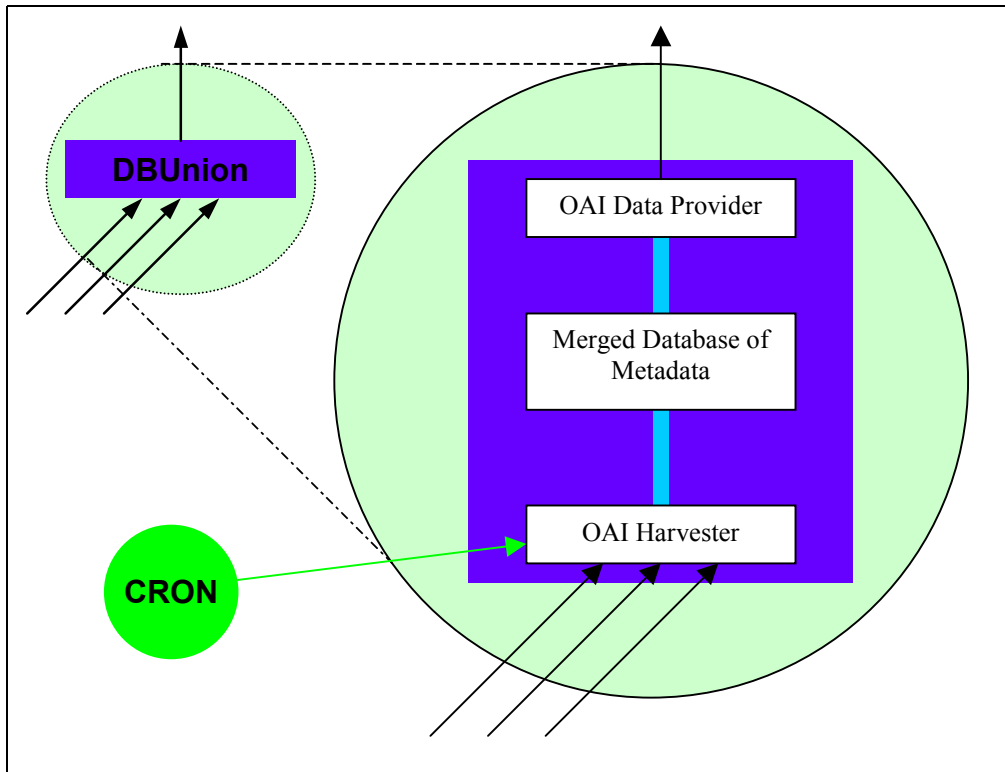 DBUnion
OAI Data Provider
Merged Database of
Metadata
OAI Harvester
CRON